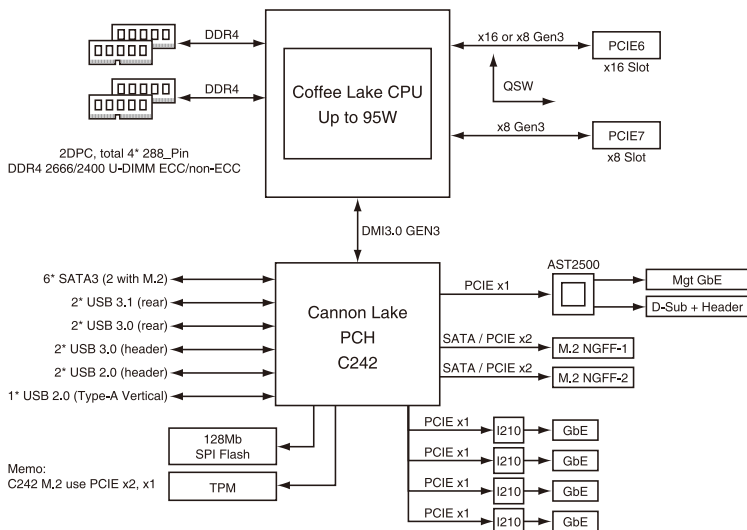 DDR4
x16 or x8 Gen3
PCIE6
x16 Slot
QSW
Coffee Lake CPU
Up to 95W
DDR4
x8 Gen3
PCIE7
x8 Slot
2DPC, total 4* 288_Pin
DDR4 2666/2400 U-DIMM ECC/non-ECC
DMI3.0 GEN3
6* SATA3 (2 with M.2)
2* USB 3.1 (rear)
2* USB 3.0 (rear)
2* USB 3.0 (header)
2* USB 2.0 (header)
1* USB 2.0 (Type-A Vertical)
Cannon Lake
PCH
C242
PCIE x1
AST2500
Mgt GbE
D-Sub + Header
SATA / PCIE x2
M.2 NGFF-1
SATA / PCIE x2
M.2 NGFF-2
128Mb
SPI Flash
TPM
Memo:
C242 M.2 use PCIE x2, x1
PCIE x1
I210
GbE
PCIE x1
I210
GbE
PCIE x1
I210
GbE
PCIE x1
I210
GbE